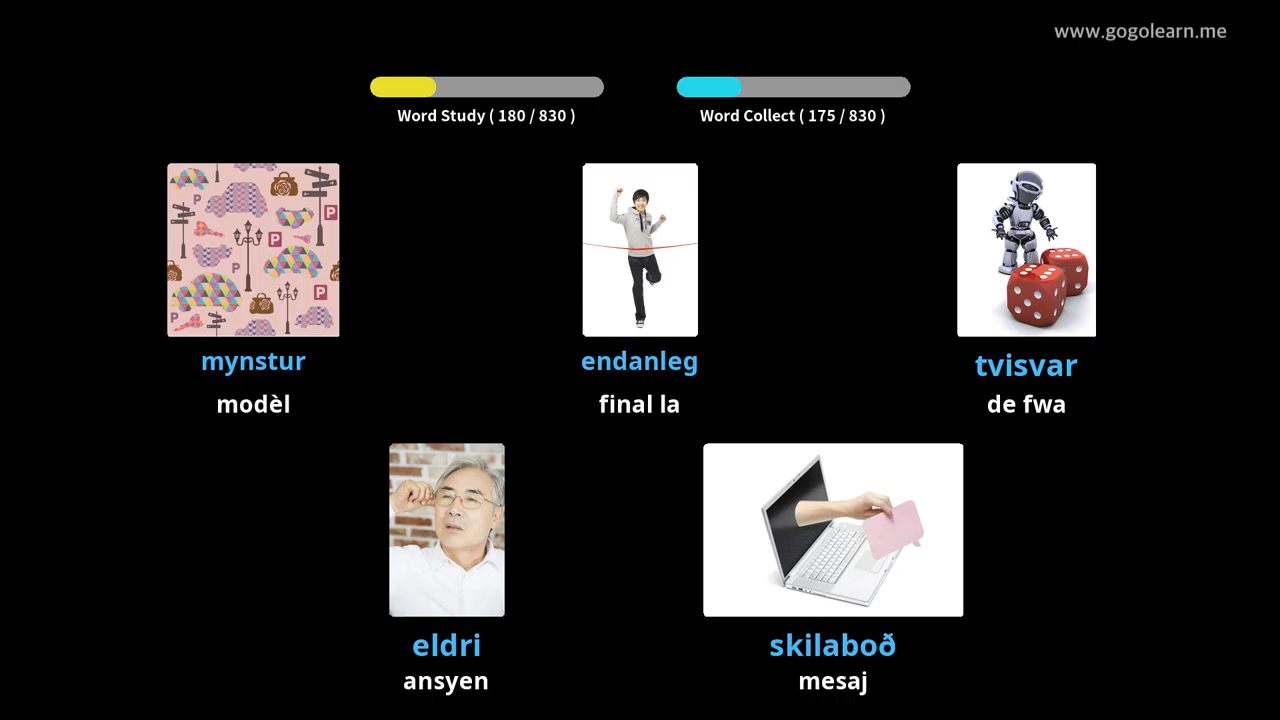 www.gogolearn.me
Word Study ( 180 / 830 )
Word Collect ( 175 / 830 )
P
P
P
P
P
P
mynstur
modèl
endanleg
final la
tvisvar
de fwa
eldri
ansyen
skilaboð
mesaj